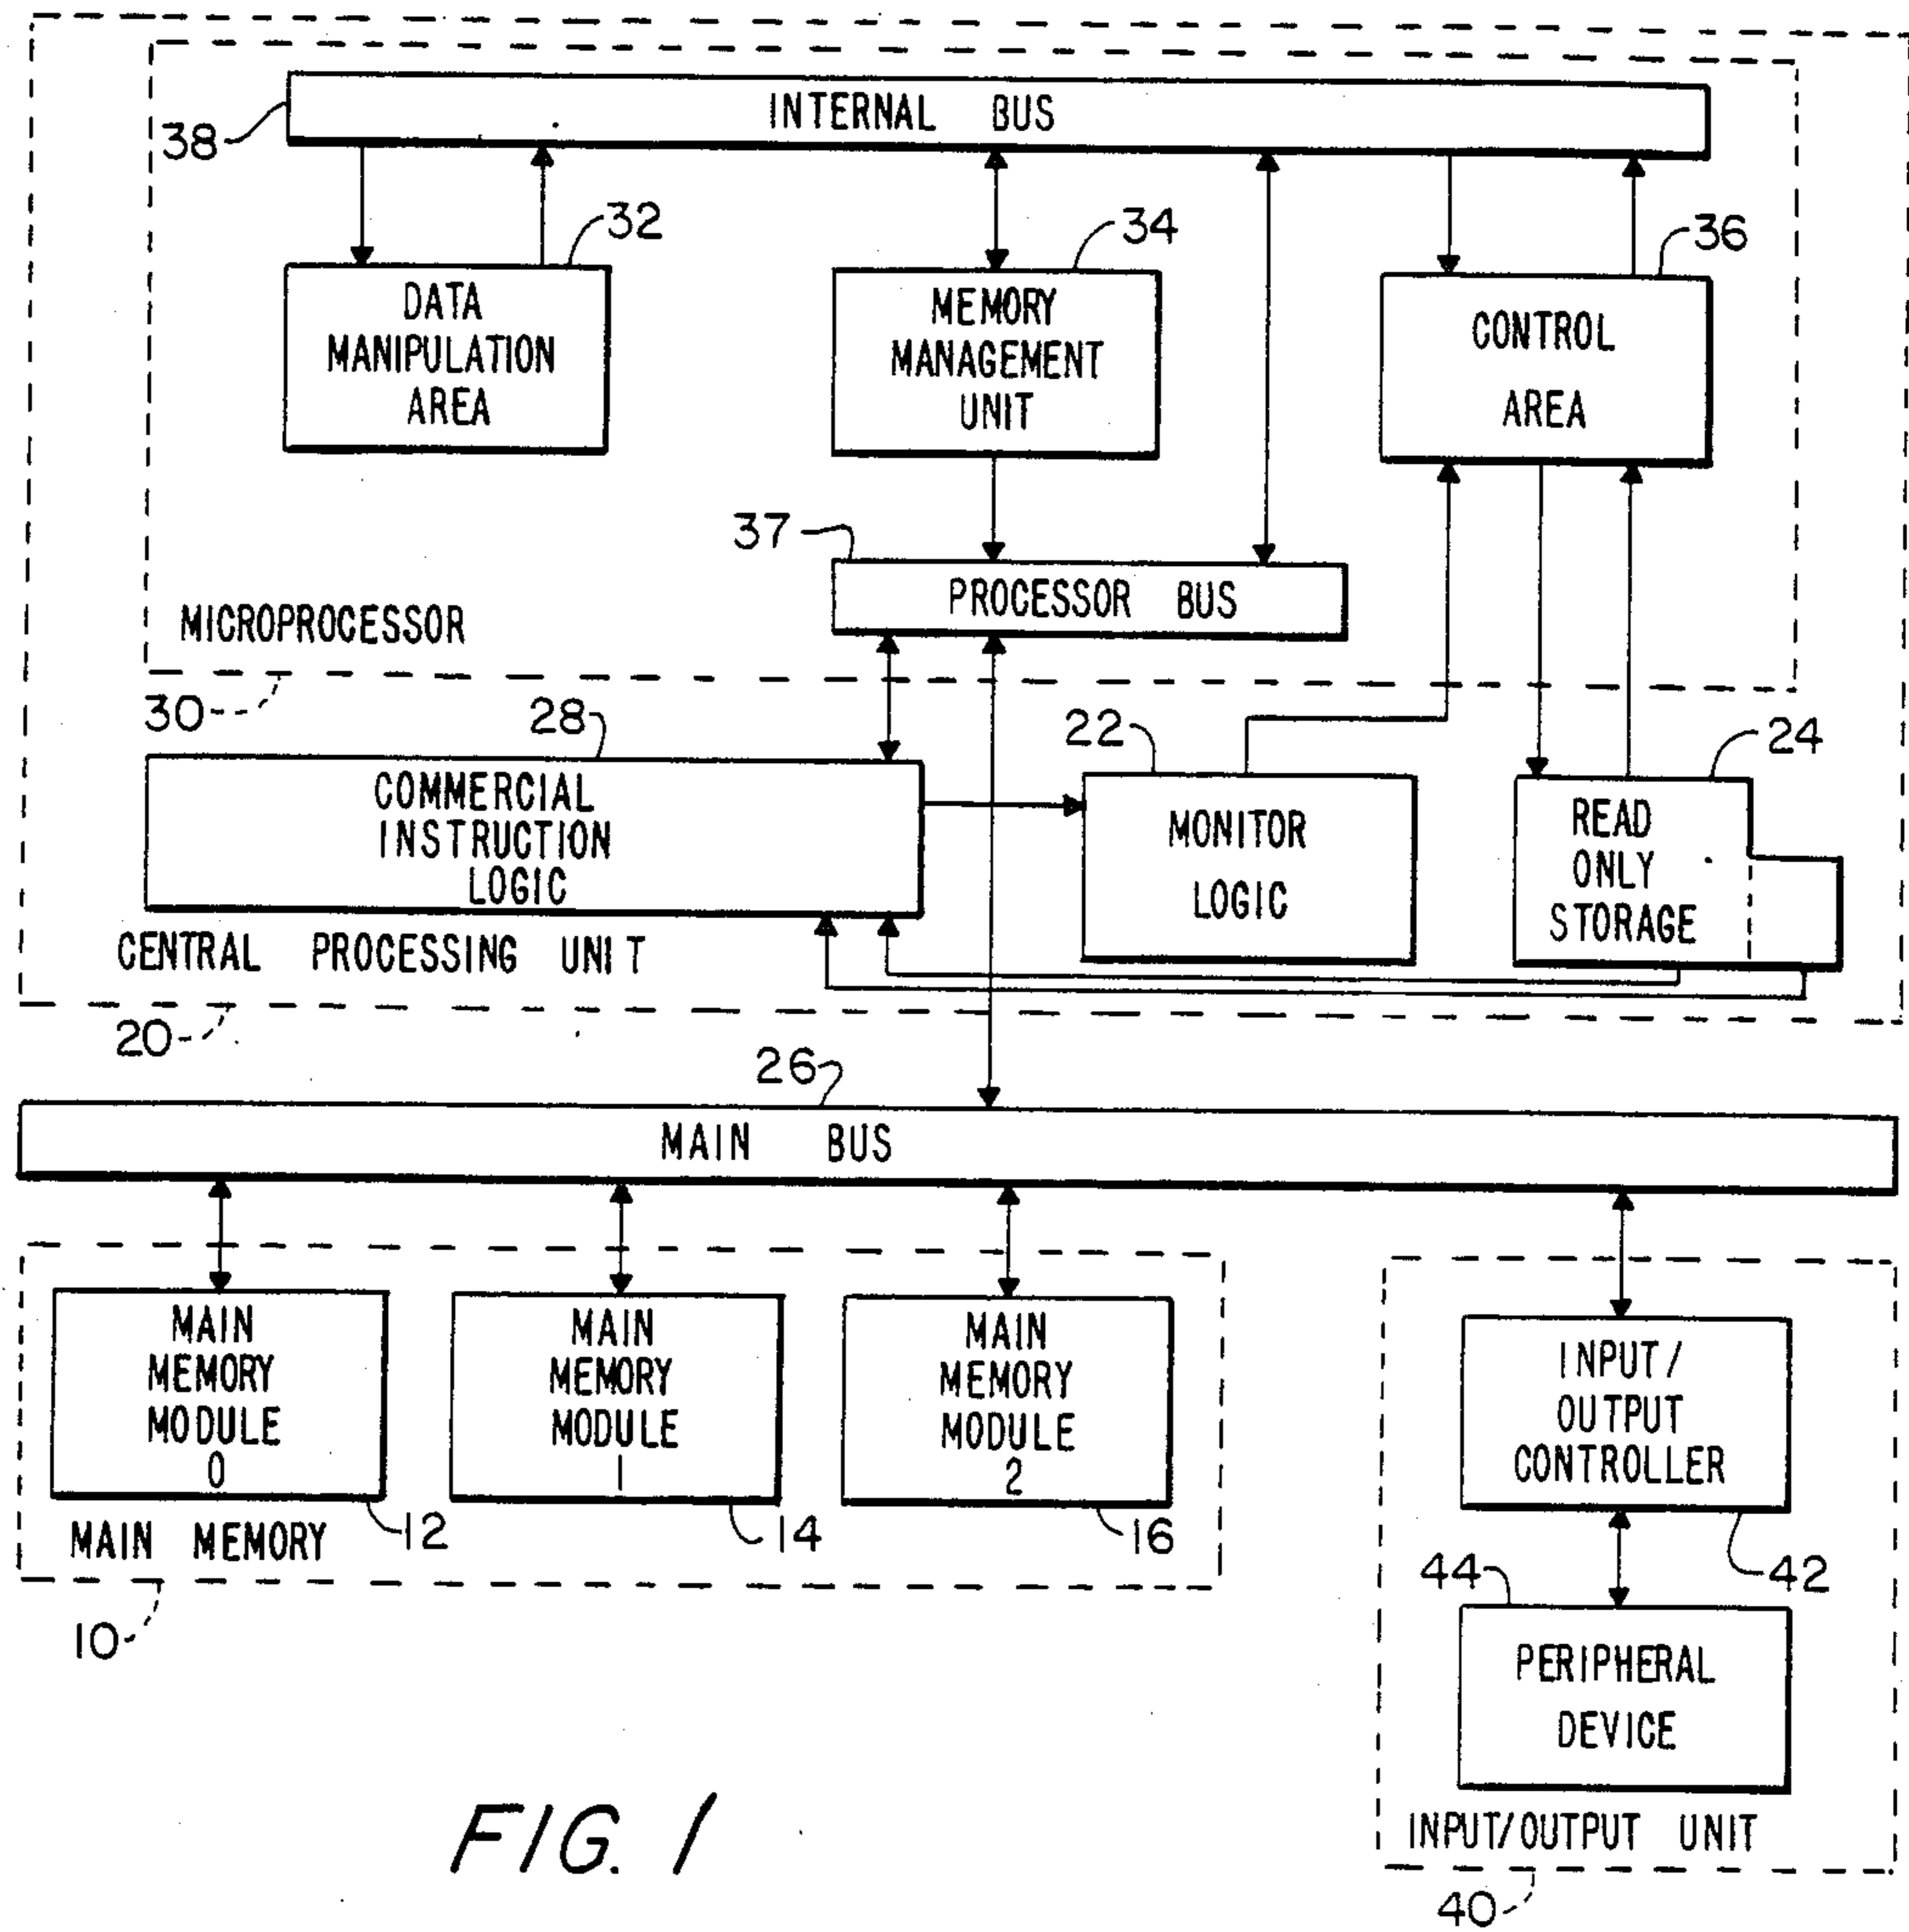 INTERNAL BUS
38
32
34
36
DATA
MANIPULATION
AREA
MEMORY
MANAGEMENT
UNIT
CONTROL
AREA
37
PROCESSOR BUS
MICROPROCESSOR
30
28
22
24
COMMERCIAL
INSTRUCTION
LOGIC
MONITOR
LOGIC
READ
ONLY
STORAGE
CENTRAL PROCESSING UNIT
20
26
MAIN BUS
MAIN
MEMORY
MODULE
0
MAIN
MEMORY
MODULE
1
MAIN
MEMORY
MODULE
2
INPUT/
OUTPUT
CONTROLLER
12
14
16
42
MAIN MEMORY
10
44
PERIPHERAL
DEVICE
INPUT/OUTPUT UNIT
40
FIG. 1